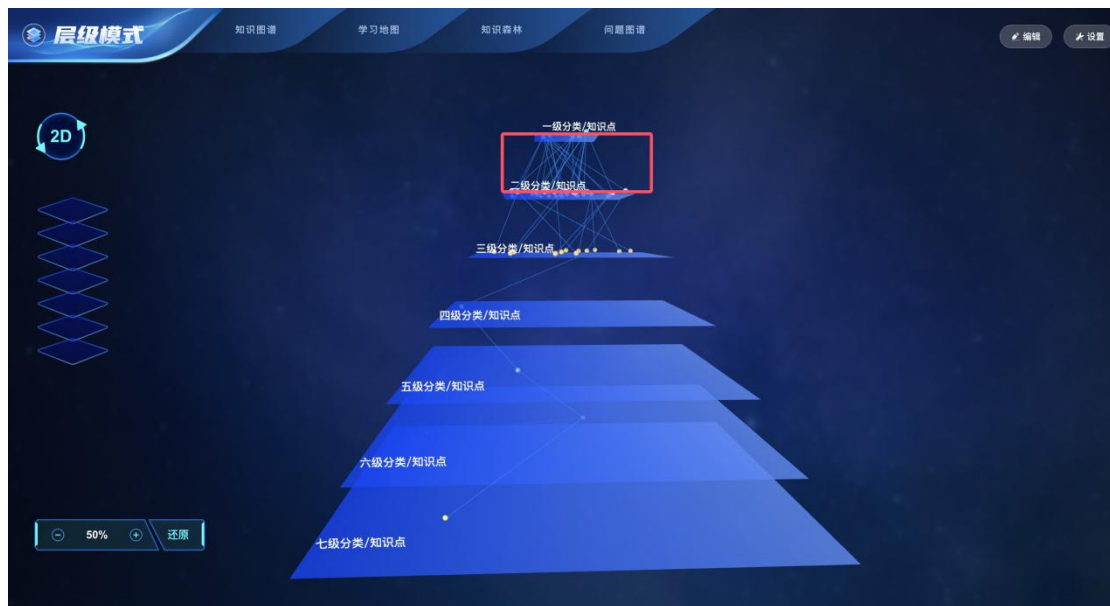 层级模式
知识图谱
学习地图
知识森林
问题图谱
编辑
设置
2D
一级分类/知识点
二级分类/知识点
三级分类/知识点
四级分类/知识点
五级分类/知识点
六级分类/知识点
七级分类/知识点
50%
还原